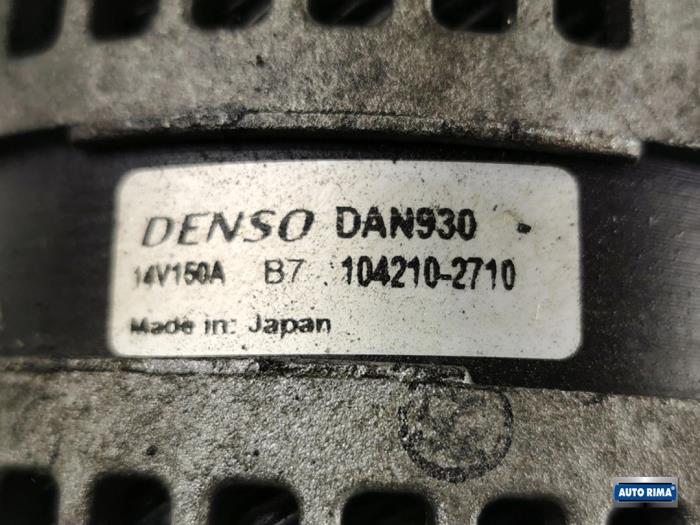 DENSO DAN930
14V150A B7 104210-2710
Made in: Japan
AUTO RIMA